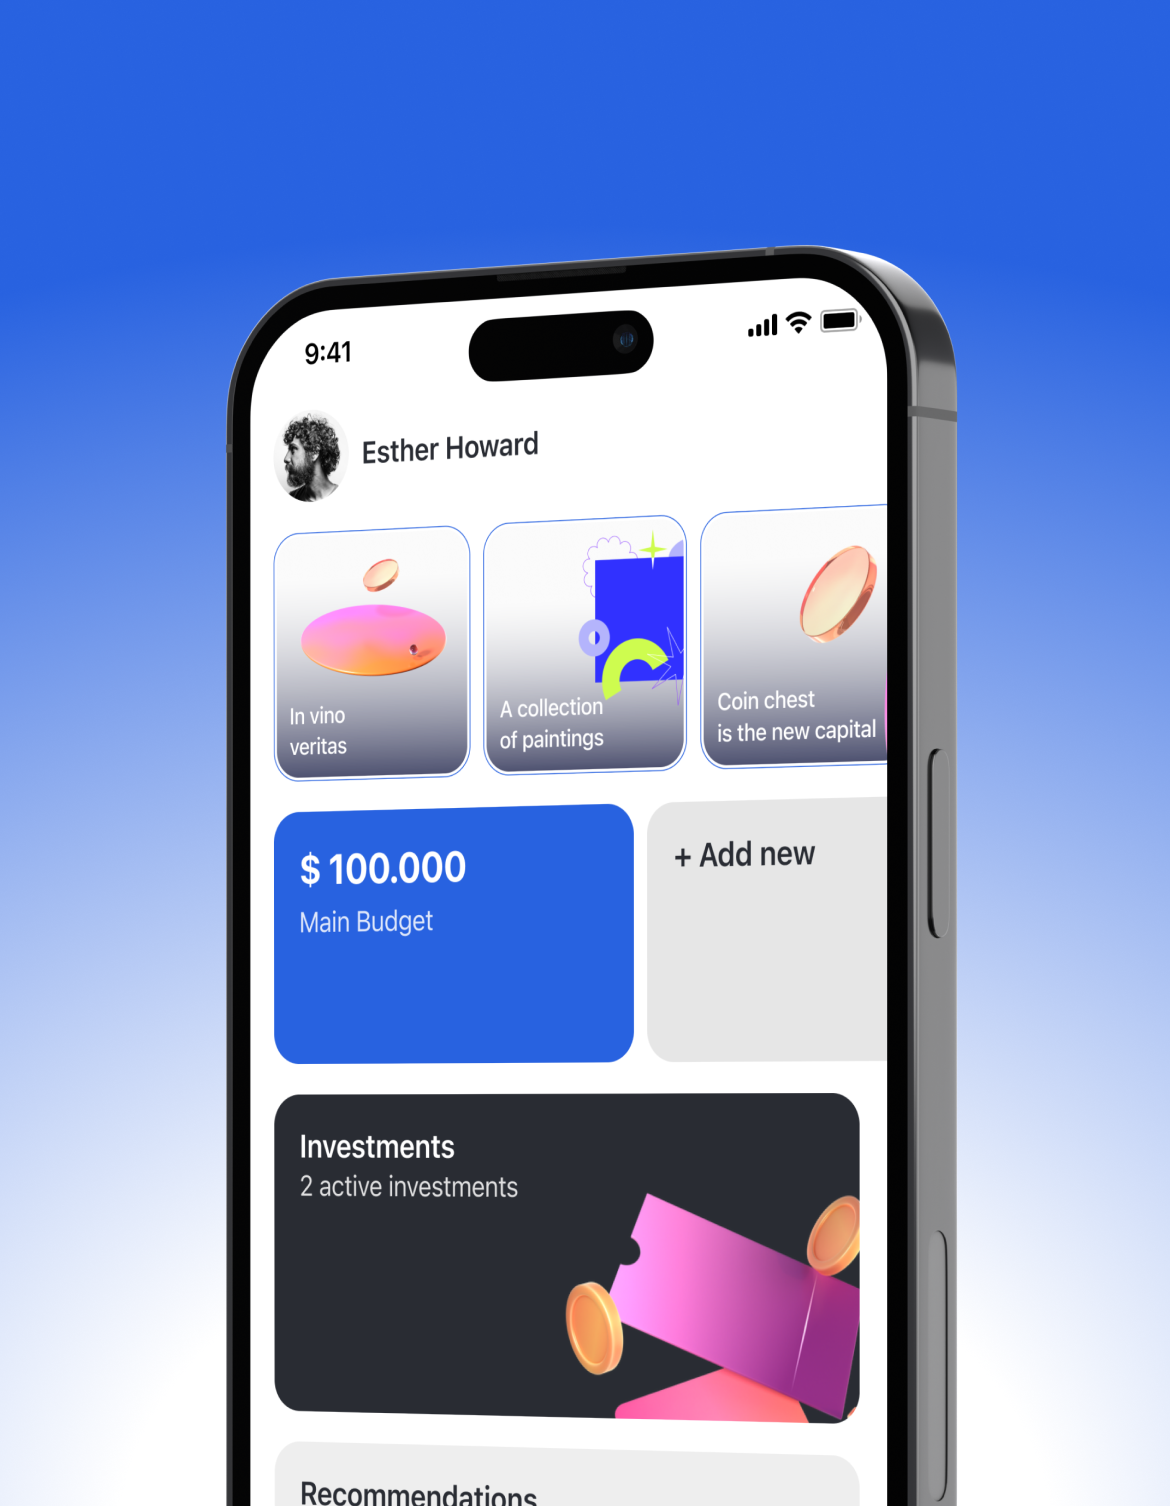 9:41
Esther Howard
In vino
veritas
A collection
of paintings
Coin chest
is the new capital
$ 100.000
Main Budget
+ Add new
Investments
2 active investments
Recommendations